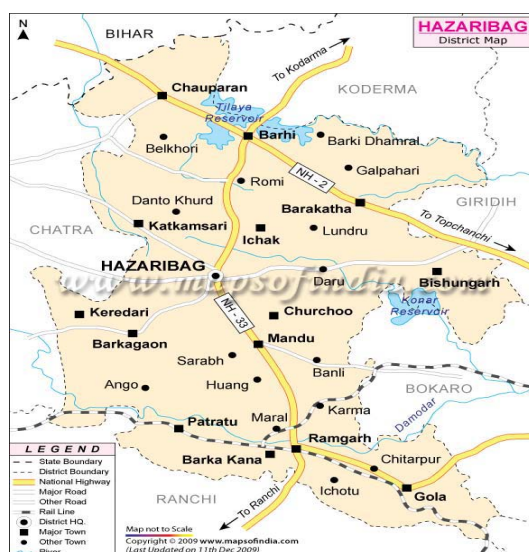 N
BIHAR
HAZARIBAG
District Map
To Kodarma
KODERMA
Chauparan
Tilaya
Reservoir
Barhi
Barki Dhamral
Belkhori
Galpahari
NH - 2
Romi
Danto Khurd
Barakatha
GIRIDIH
To Topchanchi
CHATRA
Katkamsari
Ichak
Lundru
HAZARIBAG
Daru
Bishungarh
www.mapsofindia.com
Konar
Reservoir
Keredari
NH - 33
Churchoo
Barkagaon
Mandu
Sarabh
Banli
Ango
Huang
BOKARO
Karma
Damodar
Patratu
Maral
Ramgarh
Barka Kana
Chitarpur
Ichotu
Gola
RANCHI
To Ranchi
LEGEND
State Boundary
District Boundary
National Highway
Major Road
Other Road
Rail Line
District HQ.
Major Town
Other Town
River
Map not to Scale
Copyright © 2009 www.mapsofindia.com
(Last Updated on 11th Dec 2009)